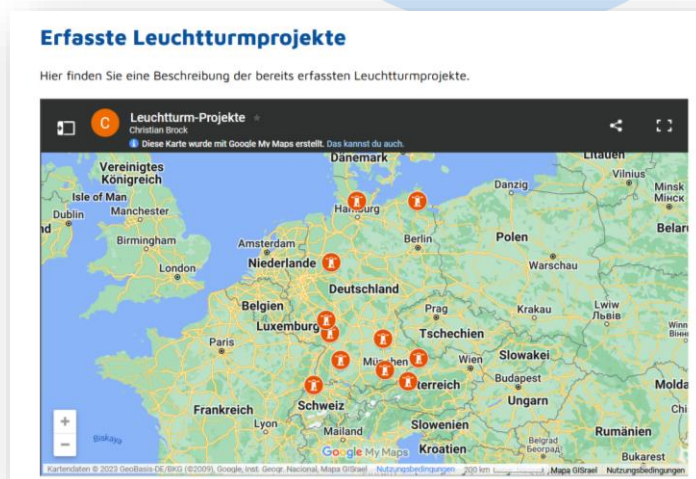 Erfasste Leuchtturmprojekte
Hier finden Sie eine Beschreibung der bereits erfassten Leuchtturmprojekte.
C
Leuchtturm-Projekte
Christian Brock
Diese Karte wurde mit Google My Maps erstellt. Das kannst du auch.
Dänemark
Litauen
Vereinigtes
Königreich
Vilnius
Isle of Man
Danzig
Minsk
Мінск
Dublin
Manchester
Hamburg
Birmingham
Amsterdam
Berlin
Polen
Niederlande
London
Warschau
Deutschland
Belgien
Prag
Krakau
Lwiw
Львів
Luxemburg
Tschechien
Paris
München
Wien
Slowakei
Budapest
Ungarn
Frankreich
Schweiz
Lyon
Mailand
Slowenien
Rumänien
Biskaya
Kroatien
Belgrad
Београд
Bukarest
Google My Maps
Kartendaten © 2023 GeoBasis-DE/BKG (©2009), Google, Inst. Geogr. Nacional, Mapa GISrael Nutzungsbedingungen 200 km Mapa GISrael Nutzungsbedingungen